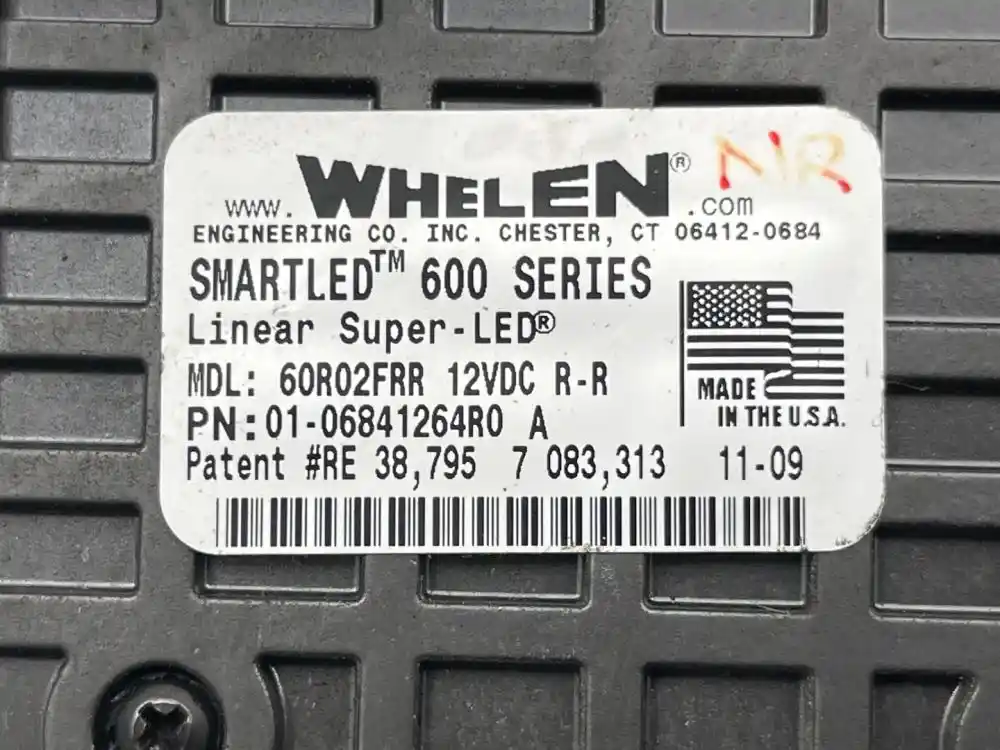 NR
www.WHELEN®.com
ENGINEERING CO. INC. CHESTER, CT 06412-0684
SMARTLED™ 600 SERIES
Linear Super-LED®
MDL: 60R02FRR 12VDC R-R
PN:01-06841264R0 A
Patent #RE 38,795 7 083,313 11-09
MADE
IN THE U.S.A.